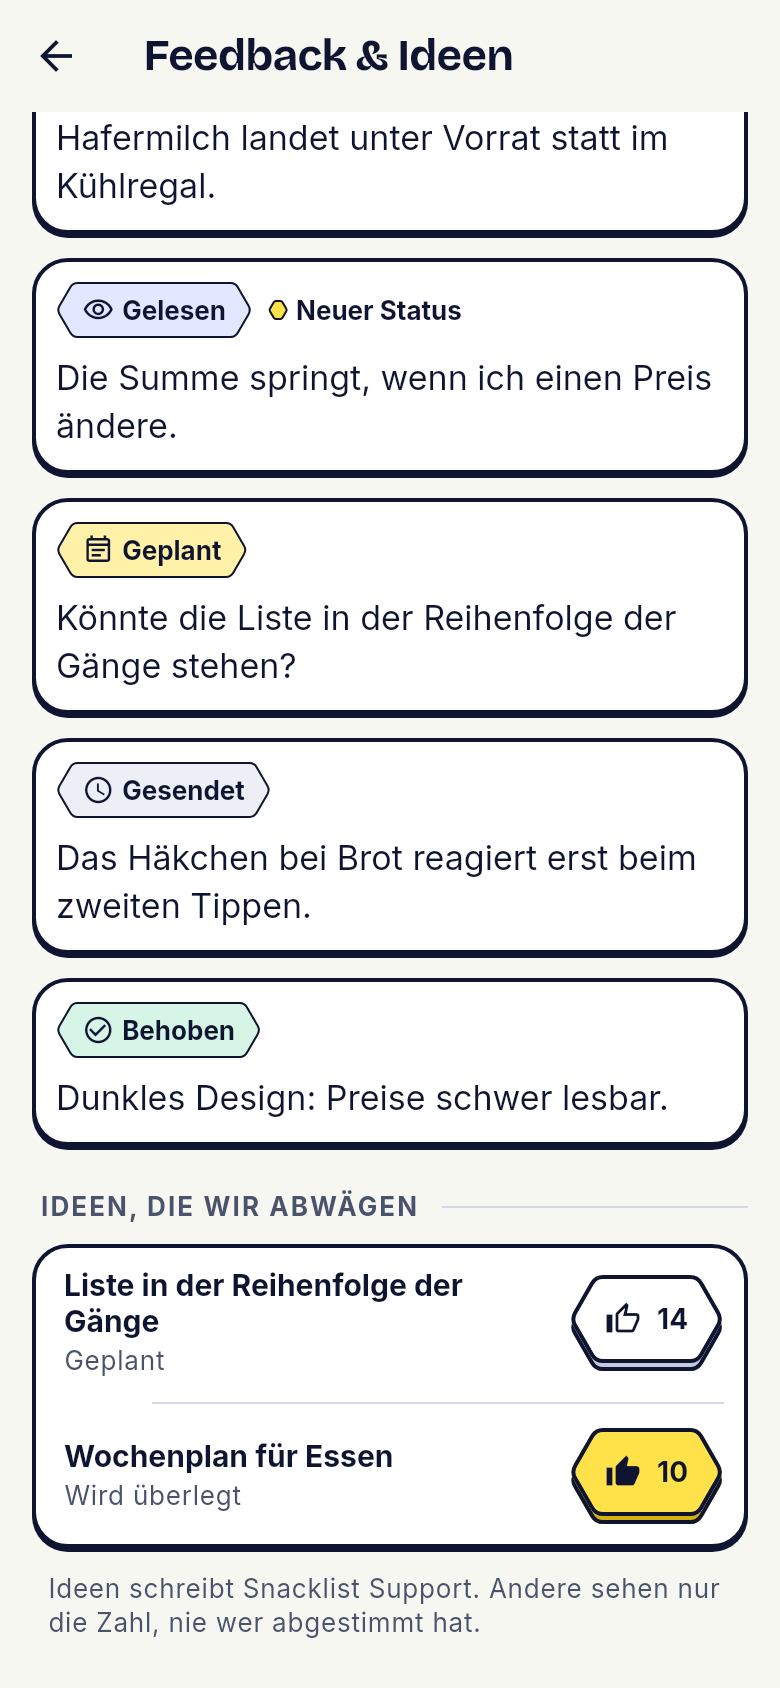 Feedback & Ideen
Hafermilch landet unter Vorrat statt im
Kühlregal.
Gelesen
Neuer Status
Die Summe springt, wenn ich einen Preis
ändere.
Geplant
Könnte die Liste in der Reihenfolge der
Gänge stehen?
Gesendet
Das Häkchen bei Brot reagiert erst beim
zweiten Tippen.
Behoben
Dunkles Design: Preise schwer lesbar.
IDEEN, DIE WIR ABWÄGEN
Liste in der Reihenfolge der
Gänge
Geplant
14
Wochenplan für Essen
Wird überlegt
10
Ideen schreibt Snacklist Support. Andere sehen nur
die Zahl, nie wer abgestimmt hat.